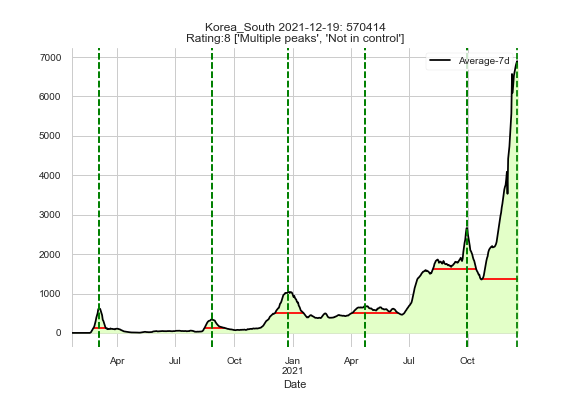 Korea_South 2021-12-19: 570414
Rating:8 ['Multiple peaks', 'Not in control']
Average-7d
7000
6000
5000
4000
3000
2000
1000
0
Apr Jul Oct Jan Apr Jul Oct
2021
Date